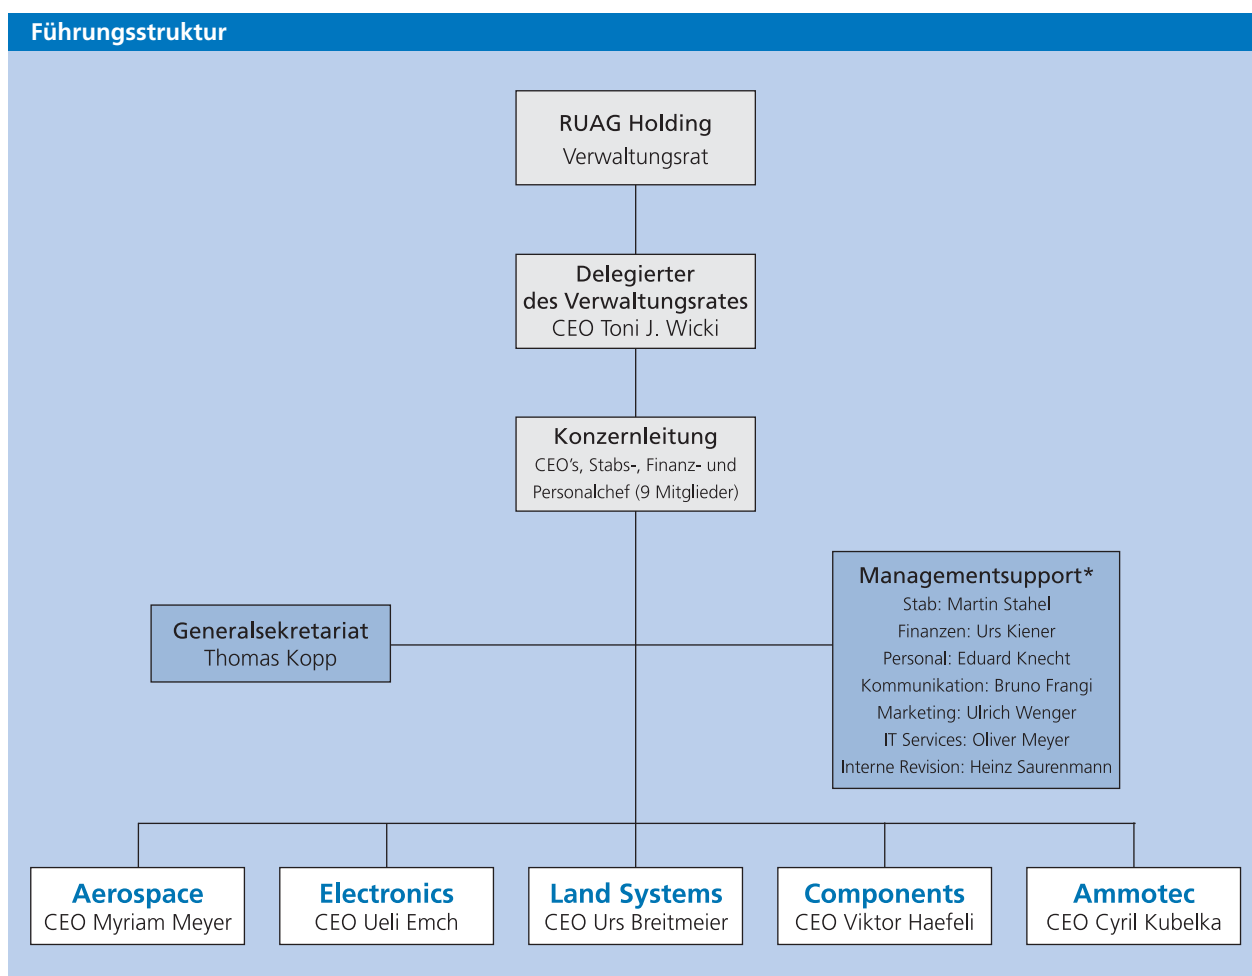 Führungsstruktur
RUAG Holding
Verwaltungsrat
Delegierter
des Verwaltungsrates
CEO Toni J. Wicki
Konzernleitung
CEO's, Stabs-, Finanz- und
Personalchef (9 Mitglieder)
Generalsekretariat
Thomas Kopp
Managementsupport*
Stab: Martin Stahel
Finanzen: Urs Kiener
Personal: Eduard Knecht
Kommunikation: Bruno Frangi
Marketing: Ulrich Wenger
IT Services: Oliver Meyer
Interne Revision: Heinz Saurenmann
Aerospace
CEO Myriam Meyer
Electronics
CEO Ueli Emch
Land Systems
CEO Urs Breitmeier
Components
CEO Viktor Haefeli
Ammotec
CEO Cyril Kubelka